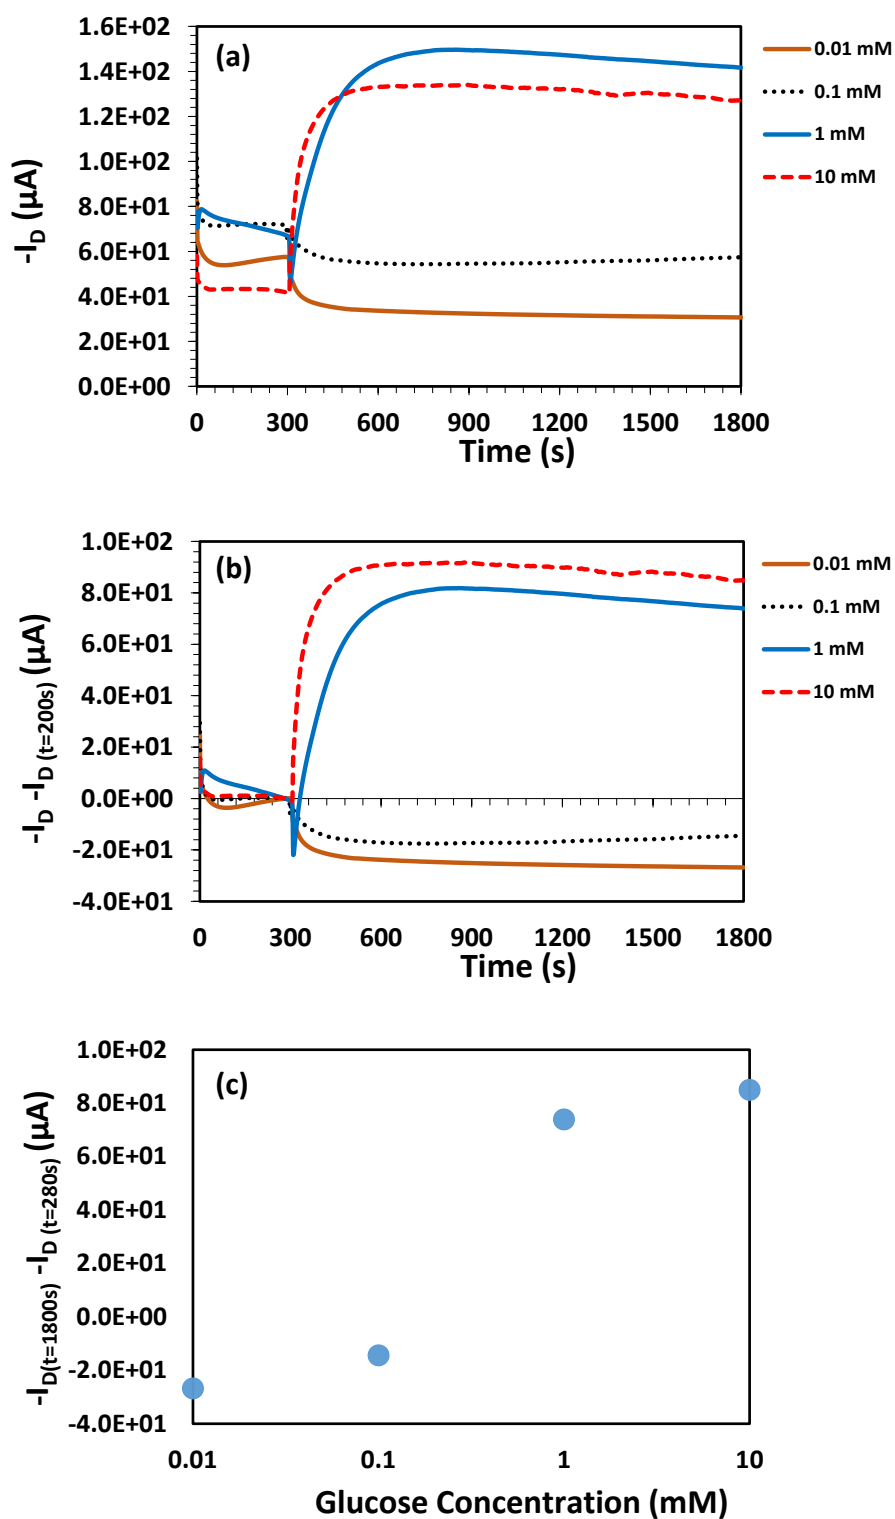 1.6E+02
1.4E+02
1.2E+02
1.0E+02
8.0E+01
6.0E+01
4.0E+01
2.0E+01
0.0E+00
-I_D (µA)
(a)
0 300 600 900 1200 1500 1800
Time (s)
0.01 mM
0.1 mM
1 mM
10 mM
1.0E+02
8.0E+01
6.0E+01
4.0E+01
2.0E+01
0.0E+00
-2.0E+01
-4.0E+01
-I_D -I_D (t=200s) (µA)
(b)
0 300 600 900 1200 1500 1800
Time (s)
0.01 mM
0.1 mM
1 mM
10 mM
1.0E+02
8.0E+01
6.0E+01
4.0E+01
2.0E+01
0.0E+00
-2.0E+01
-4.0E+01
-I_D(t=1800s) -I_D (t=280s) (µA)
(c)
0.01 0.1 1 10
Glucose Concentration (mM)